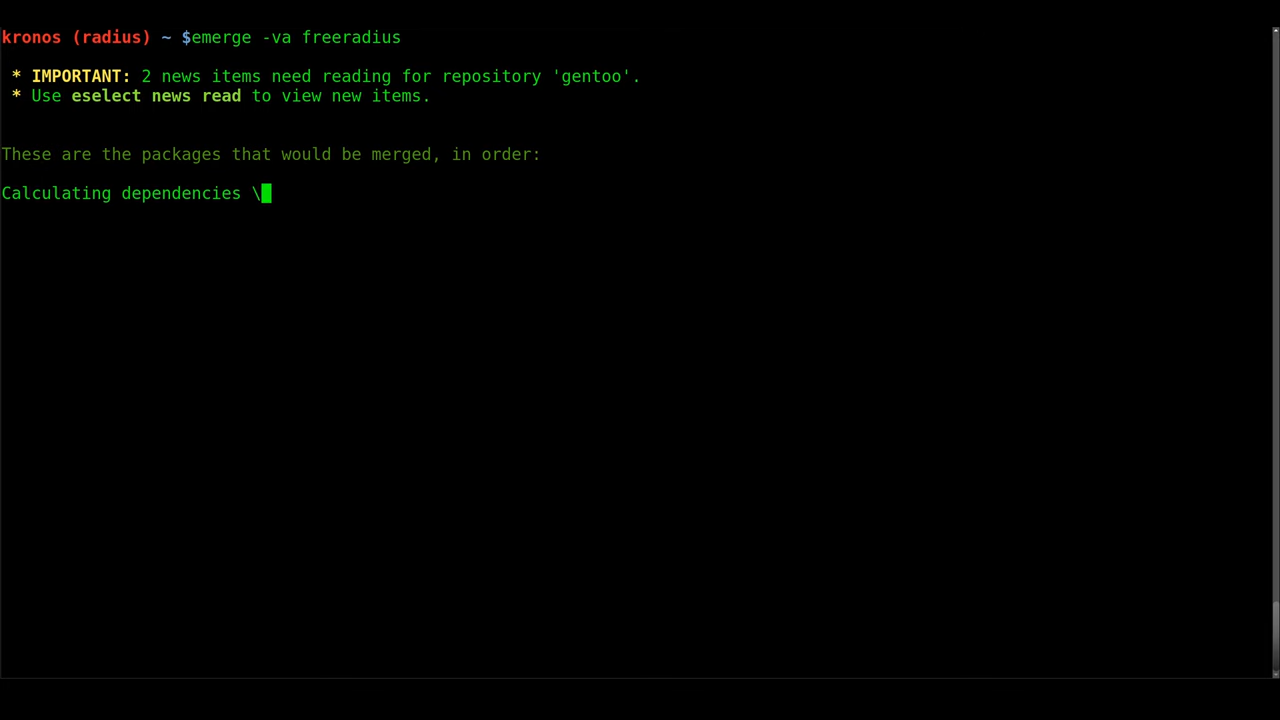 kronos (radius) ~ $emerge -va freeradius
* IMPORTANT: 2 news items need reading for repository 'gentoo'.
* Use eselect news read to view new items.
These are the packages that would be merged, in order:
Calculating dependencies \